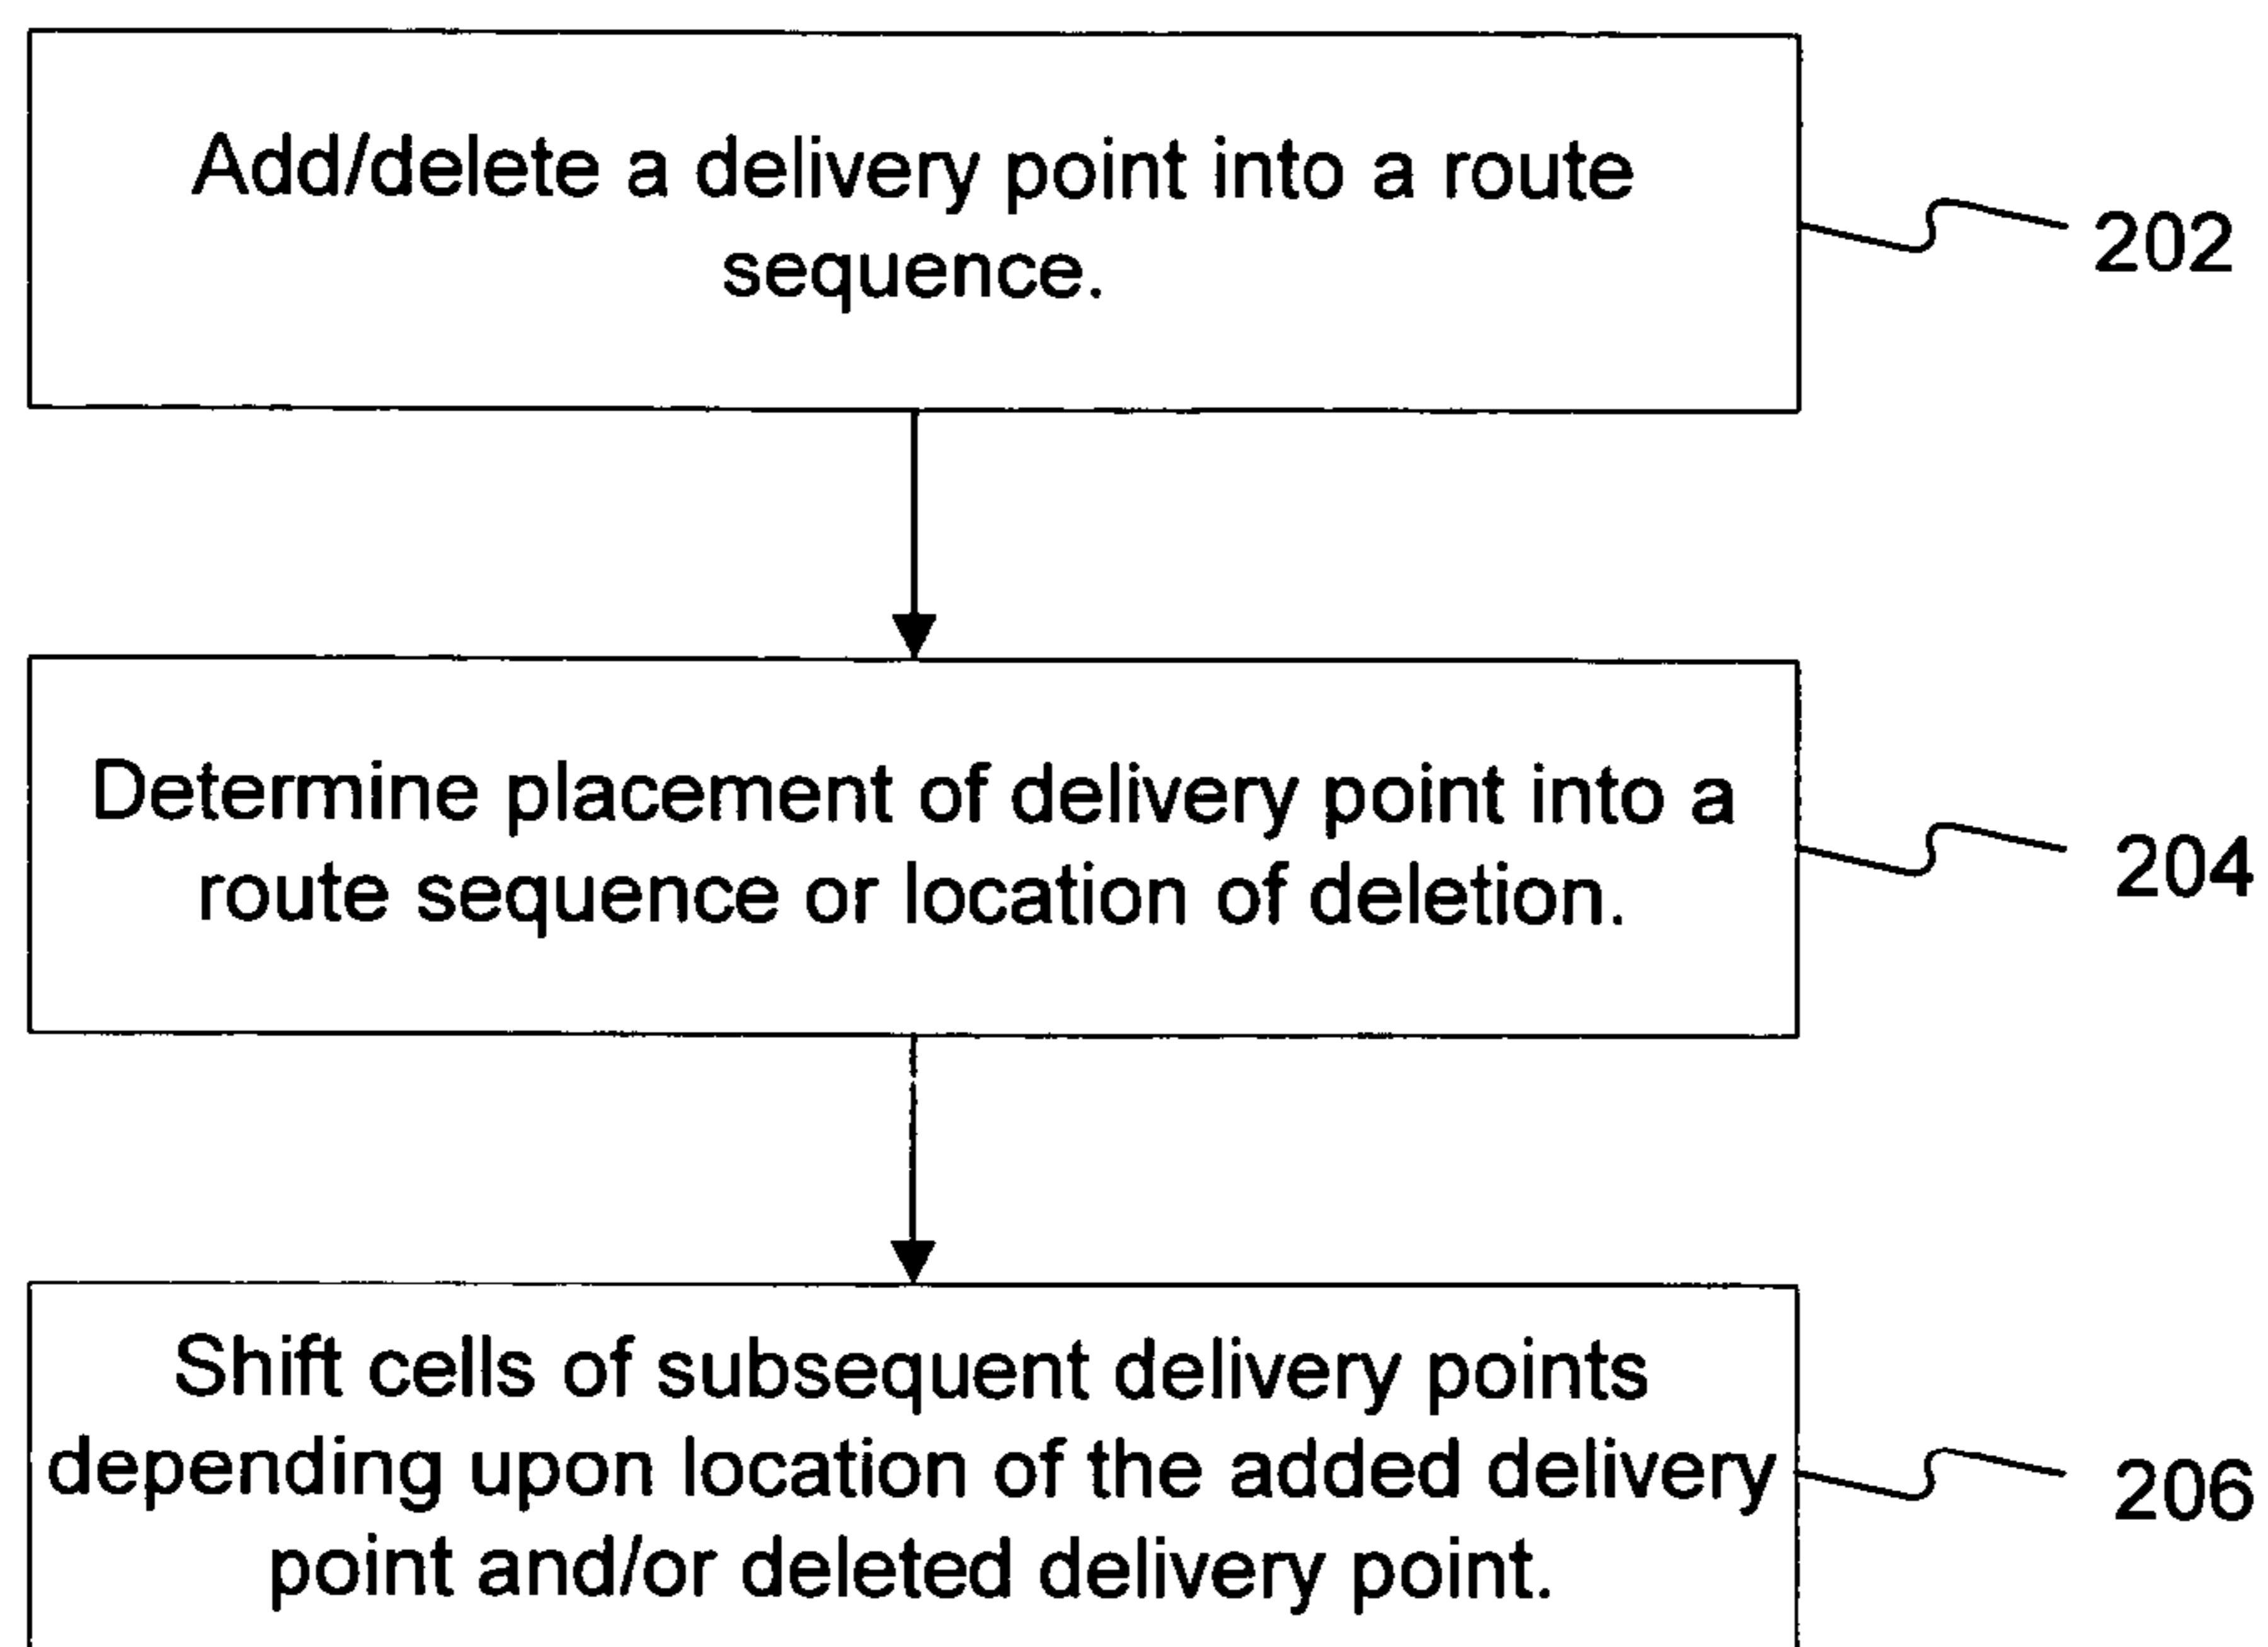 Add/delete a delivery point into a route
sequence.
202
Determine placement of delivery point into a
route sequence or location of deletion.
204
Shift cells of subsequent delivery points
depending upon location of the added delivery
point and/or deleted delivery point.
206